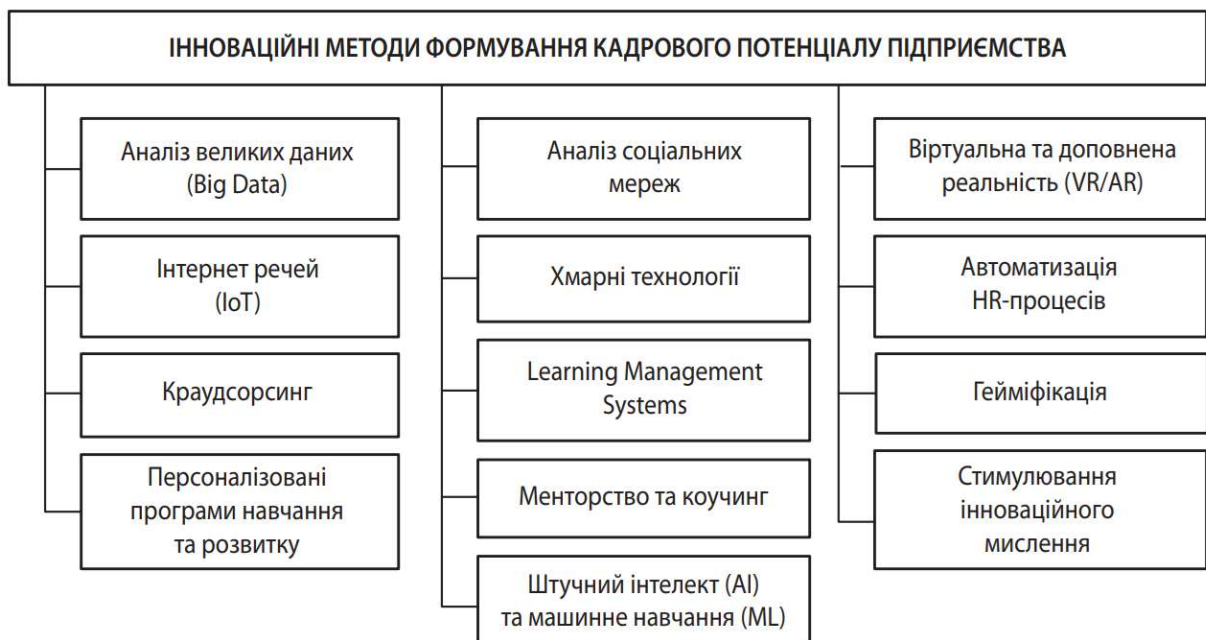 ІННОВАЦІЙНІ МЕТОДИ ФОРМУВАННЯ КАДРОВОГО ПОТЕНЦІАЛУ ПІДПРИЄМСТВА
Аналіз великих даних
(Big Data)
Інтернет речей
(IoT)
Краудсорсинг
Персоналізовані
програми навчання
та розвитку
Аналіз соціальних
мереж
Хмарні технології
Learning Management
Systems
Менторство та коучинг
Штучний інтелект (AI)
та машинне навчання (ML)
Віртуальна та доповнена
реальність (VR/AR)
Автоматизація
HR-процесів
Гейміфікація
Стимулювання
інноваційного
мислення